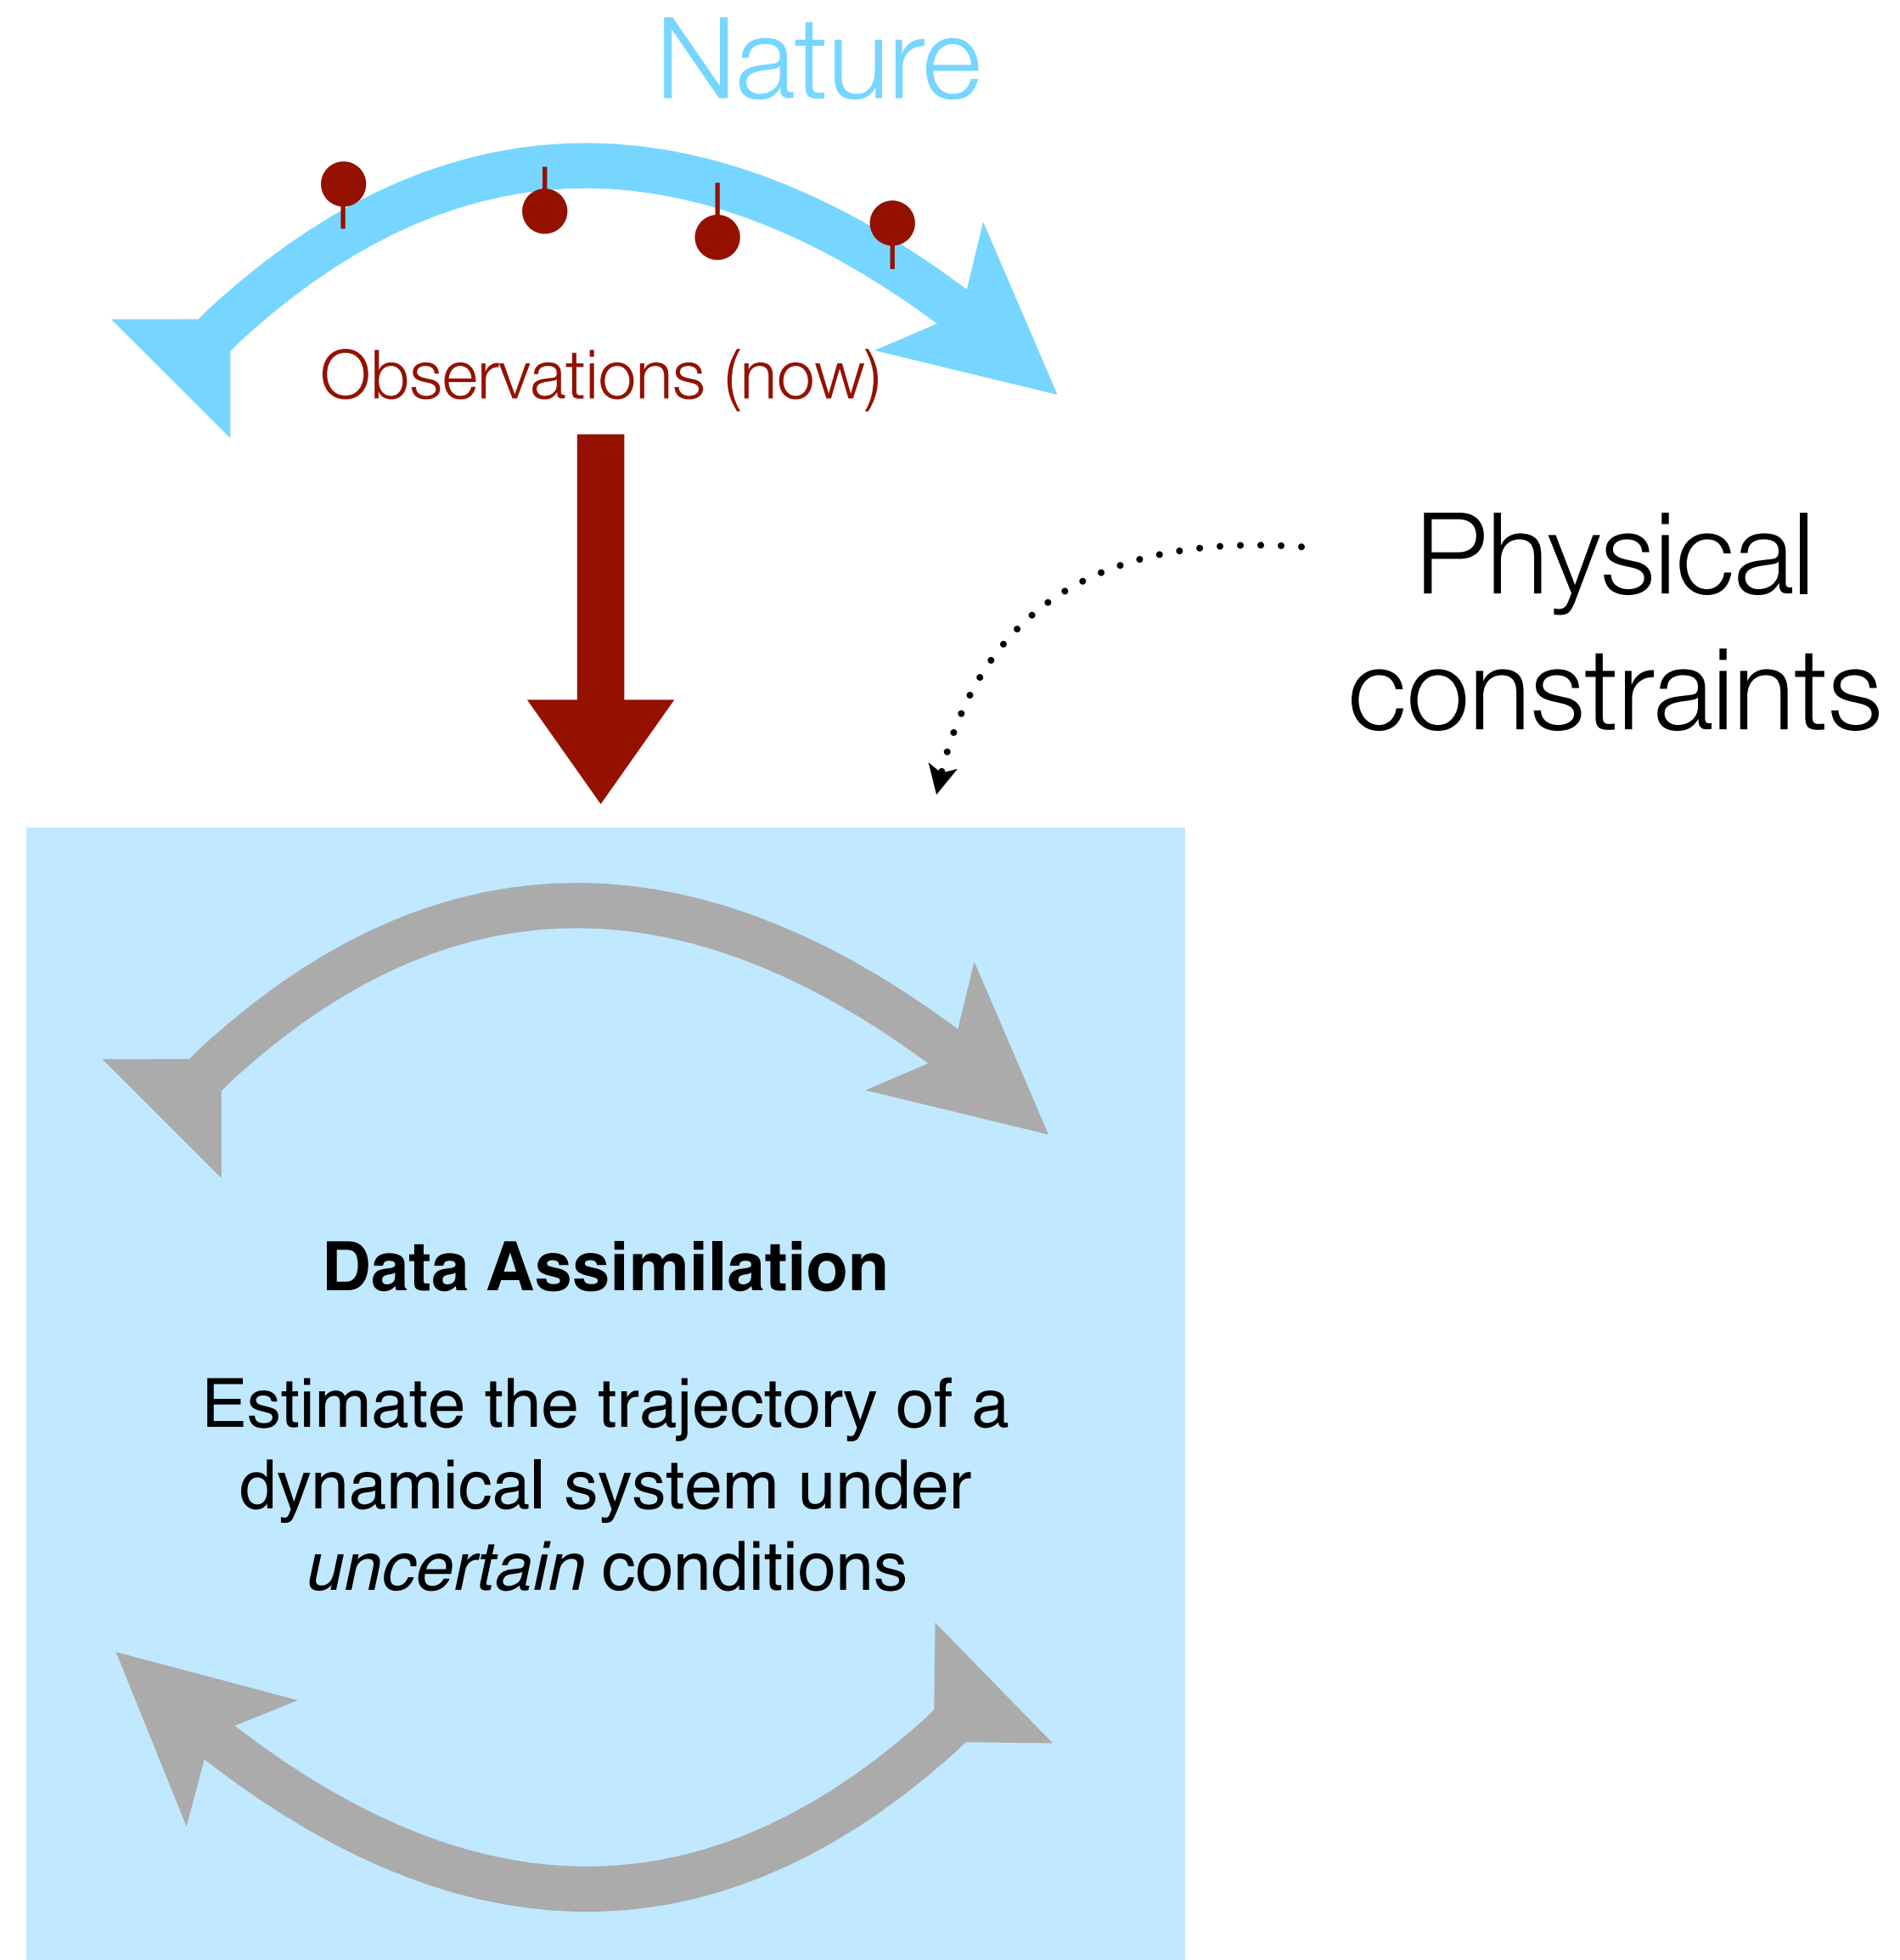 Nature
Observations (now)
Physical
constraints
Data Assimilation
Estimate the trajectory of a
dynamical system under
uncertain conditions